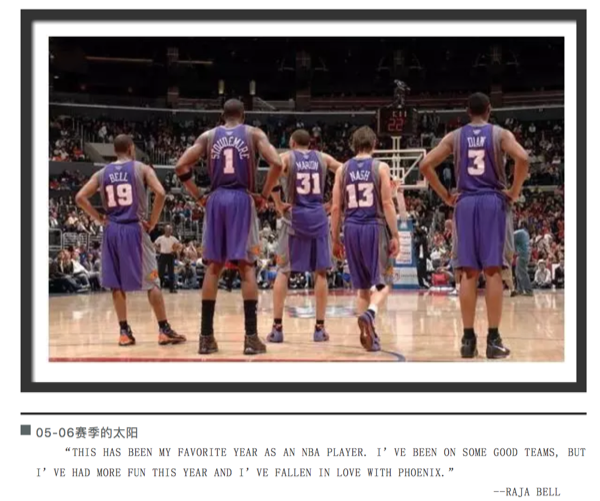 BELL
19
STOUDEMIRE
1
MARION
31
NASH
13
DIAW
3
22
05-06赛季的太阳
“THIS HAS BEEN MY FAVORITE YEAR AS AN NBA PLAYER. I’VE BEEN ON SOME GOOD TEAMS, BUT
I’VE HAD MORE FUN THIS YEAR AND I’VE FALLEN IN LOVE WITH PHOENIX.”
--RAJA BELL